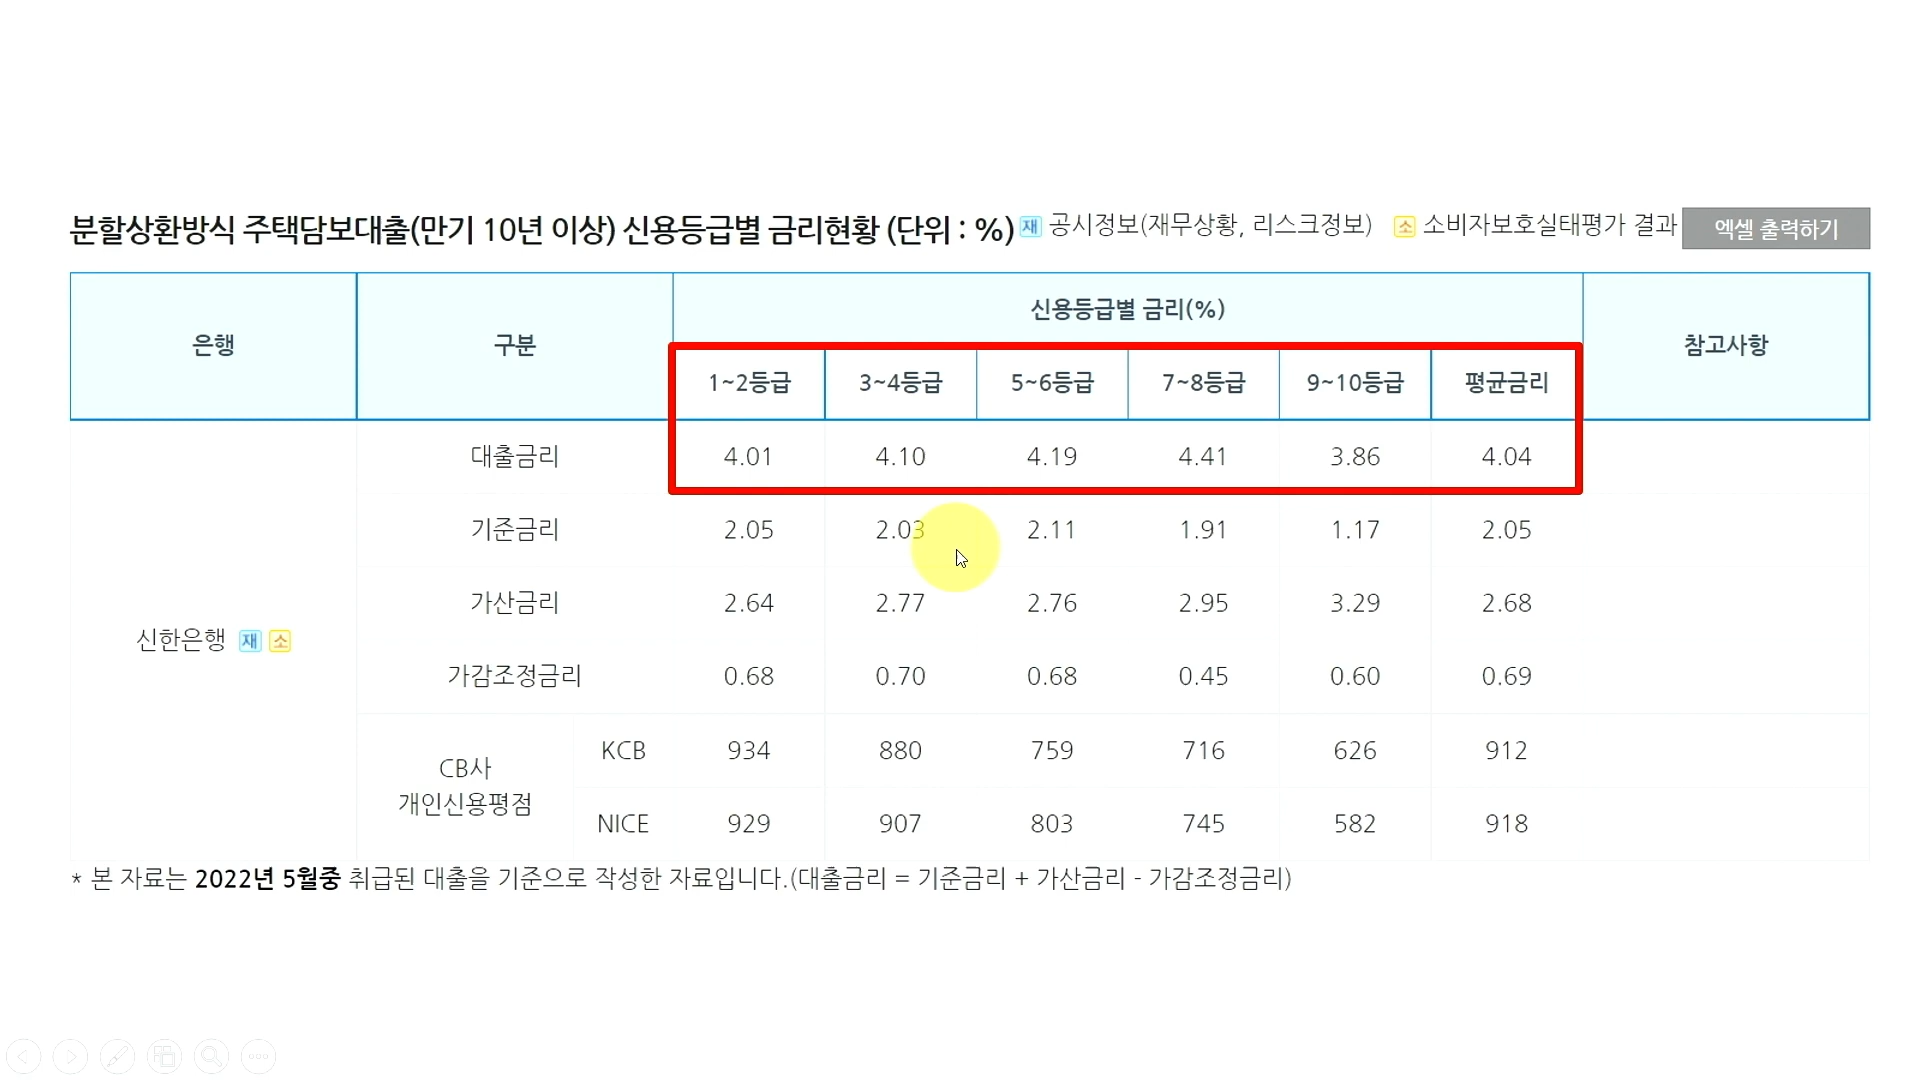 분할상환방식 주택담보대출(만기 10년 이상) 신용등급별 금리현황 (단위 : %) 재 공시정보(재무상황, 리스크정보) 소 소비자보호실태평가 결과 엑셀 출력하기
은행 구분 신용등급별 금리(%) 참고사항
1~2등급 3~4등급 5~6등급 7~8등급 9~10등급 평균금리
신한은행 재 소
대출금리 4.01 4.10 4.19 4.41 3.86 4.04
기준금리 2.05 2.03 2.11 1.91 1.17 2.05
가산금리 2.64 2.77 2.76 2.95 3.29 2.68
가감조정금리 0.68 0.70 0.68 0.45 0.60 0.69
CB사
개인신용평점
KCB 934 880 759 716 626 912
NICE 929 907 803 745 582 918
* 본 자료는 2022년 5월중 취급된 대출을 기준으로 작성한 자료입니다.(대출금리 = 기준금리 + 가산금리 - 가감조정금리)